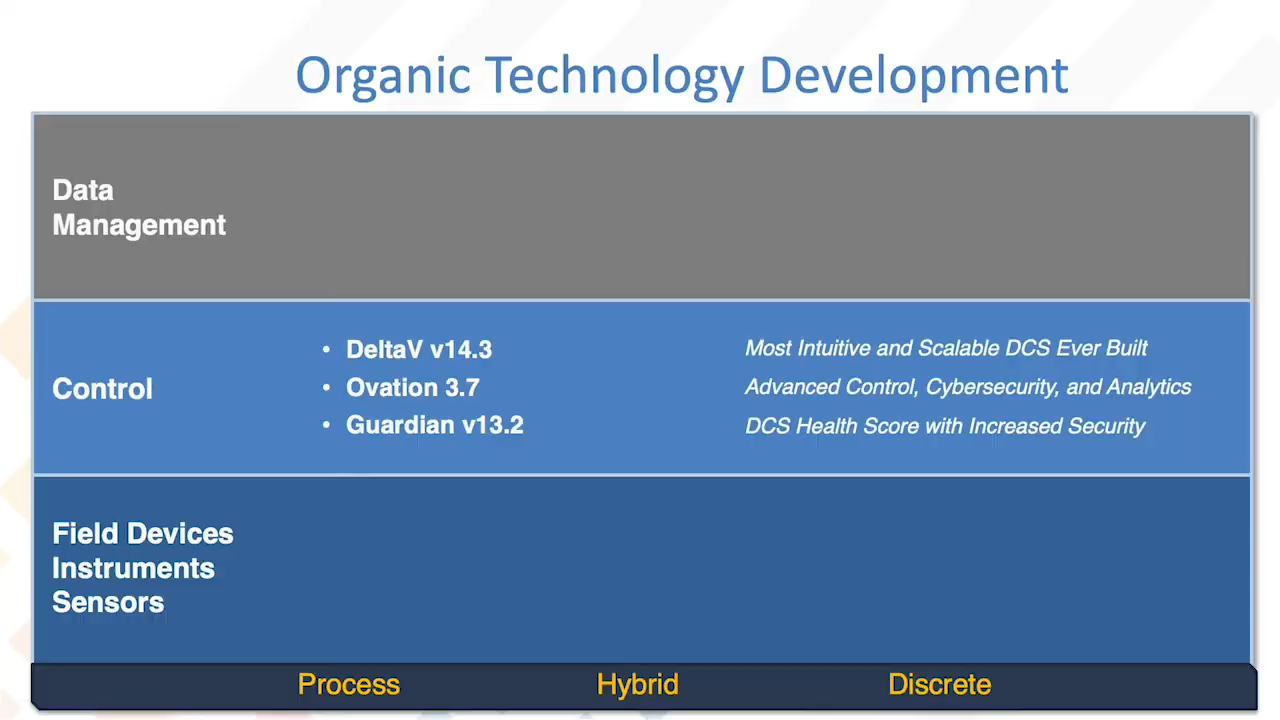 Organic Technology Development
Data
Management
Control
• DeltaV v14.3
Most Intuitive and Scalable DCS Ever Built
• Ovation 3.7
Advanced Control, Cybersecurity, and Analytics
• Guardian v13.2
DCS Health Score with Increased Security
Field Devices
Instruments
Sensors
Process
Hybrid
Discrete